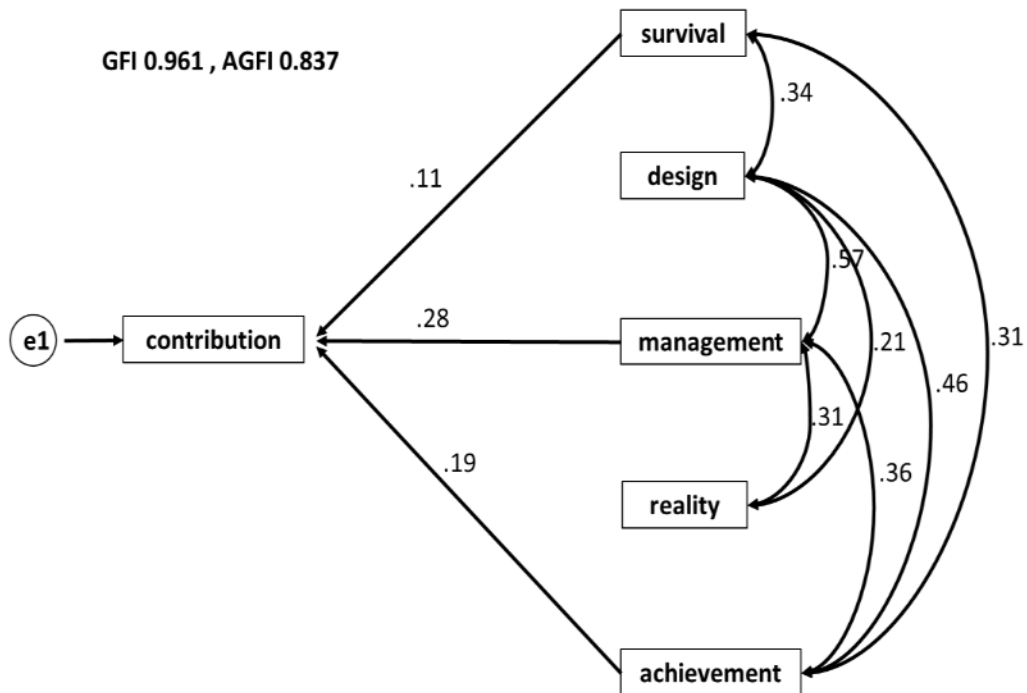 survival
GFI 0.961 , AGFI 0.837
.34
design
.11
.57
e1
contribution
.28
management
.21
.31
.46
.31
.19
.36
reality
achievement